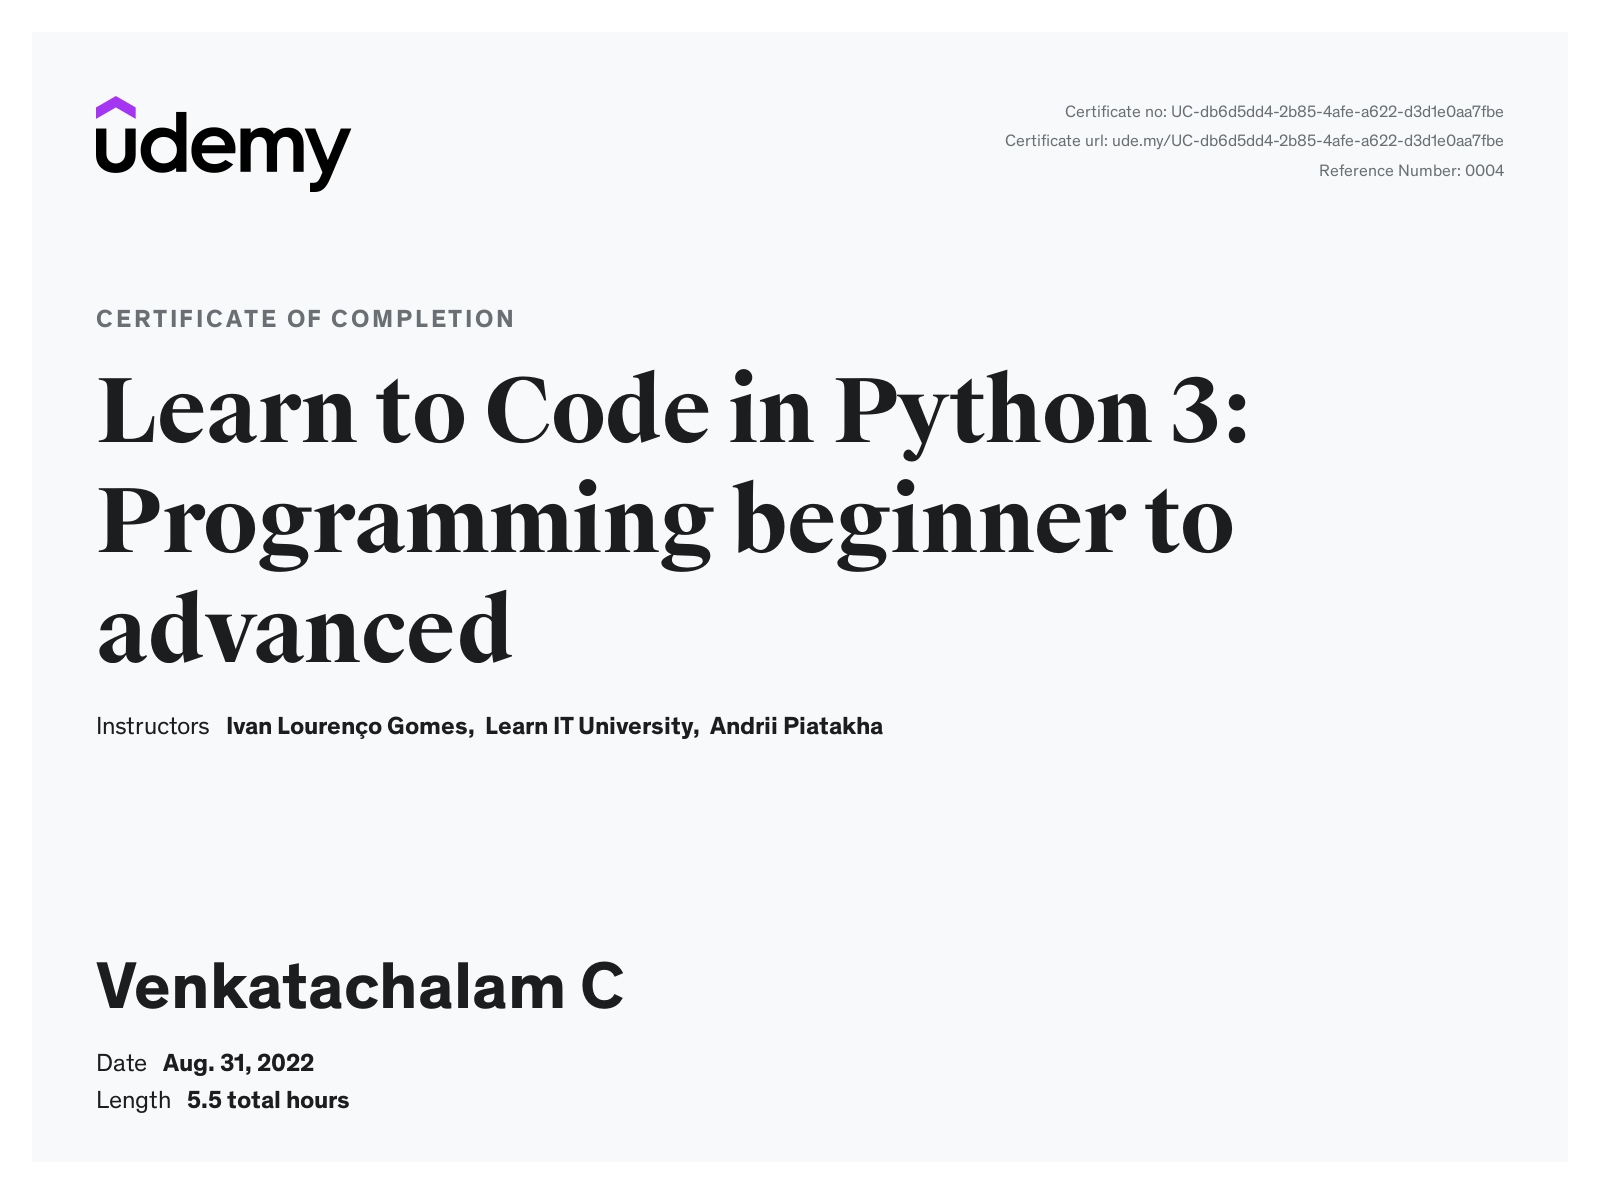 udemy
Certificate no: UC-db6d5dd4-2b85-4afe-a622-d3d1e0aa7fbe
Certificate url: ude.my/UC-db6d5dd4-2b85-4afe-a622-d3d1e0aa7fbe
Reference Number: 0004
CERTIFICATE OF COMPLETION
Learn to Code in Python 3:
Programming beginner to
advanced
Instructors Ivan Lourenço Gomes, Learn IT University, Andrii Piatakha
Venkatachalam C
Date Aug. 31, 2022
Length 5.5 total hours